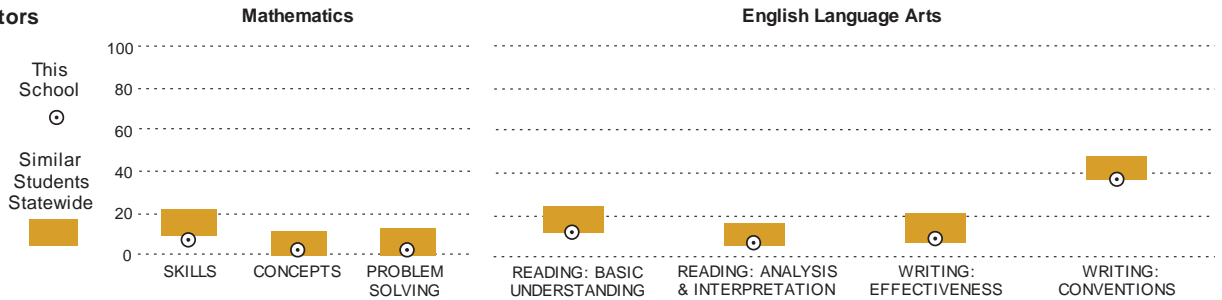 tors
Mathematics
English Language Arts
This
School
Similar
Students
Statewide
100
80
60
40
20
0
SKILLS
CONCEPTS
PROBLEM
SOLVING
READING: BASIC
UNDERSTANDING
READING: ANALYSIS
& INTERPRETATION
WRITING:
EFFECTIVENESS
WRITING:
CONVENTIONS